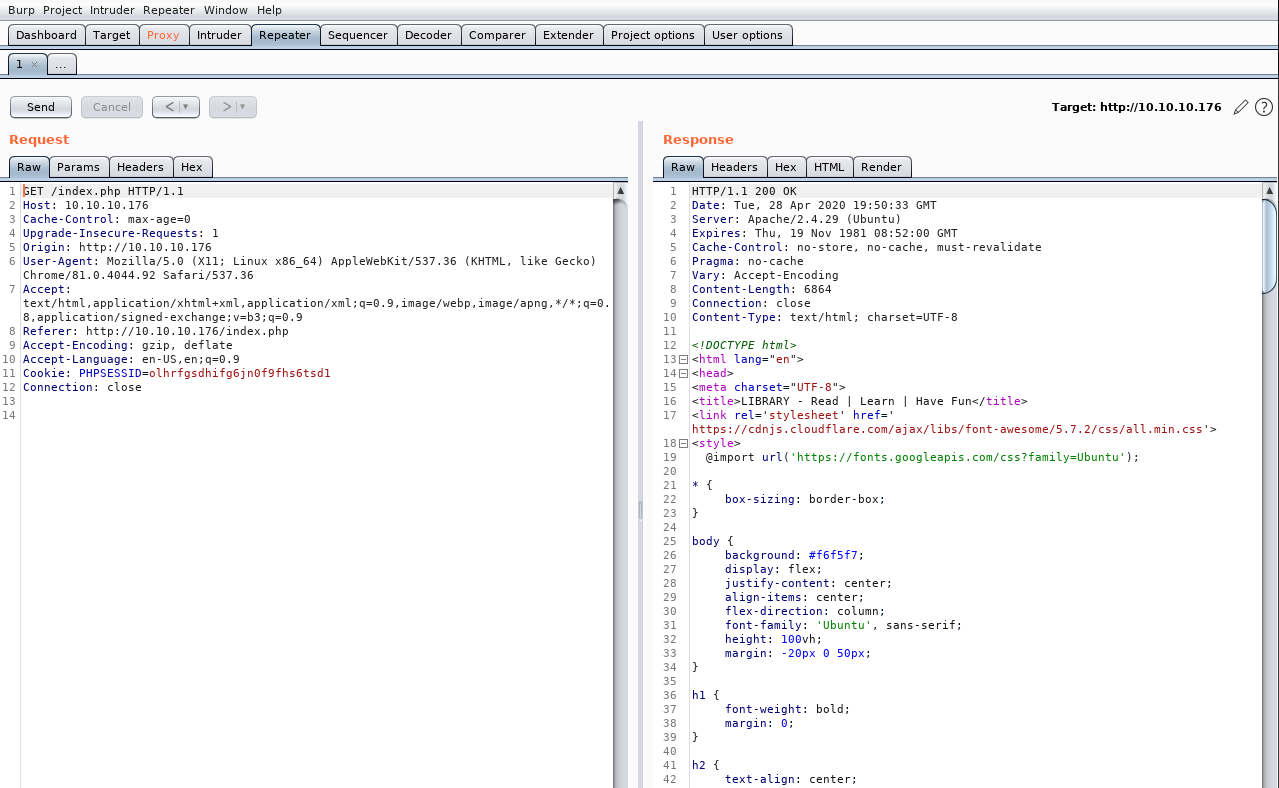 Burp Project Intruder Repeater Window Help
Dashboard Target Proxy Intruder Repeater Sequencer Decoder Comparer Extender Project options User options
1 × ...
Send Cancel < ▼ > ▼ Target: http://10.10.10.176 ?
Request
Raw Params Headers Hex
1 GET /index.php HTTP/1.1
2 Host: 10.10.10.176
3 Cache-Control: max-age=0
4 Upgrade-Insecure-Requests: 1
5 Origin: http://10.10.10.176
6 User-Agent: Mozilla/5.0 (X11; Linux x86_64) AppleWebKit/537.36 (KHTML, like Gecko)
Chrome/81.0.4044.92 Safari/537.36
7 Accept:
text/html,application/xhtml+xml,application/xml;q=0.9,image/webp,image/apng,*/*;q=0.
8,application/signed-exchange;v=b3;q=0.9
8 Referer: http://10.10.10.176/index.php
9 Accept-Encoding: gzip, deflate
10 Accept-Language: en-US,en;q=0.9
11 Cookie: PHPSESSID=olhrfgsdhifg6jn0f9fhs6tsd1
12 Connection: close
13
14
Response
Raw Headers Hex HTML Render
1 HTTP/1.1 200 OK
2 Date: Tue, 28 Apr 2020 19:50:33 GMT
3 Server: Apache/2.4.29 (Ubuntu)
4 Expires: Thu, 19 Nov 1981 08:52:00 GMT
5 Cache-Control: no-store, no-cache, must-revalidate
6 Pragma: no-cache
7 Vary: Accept-Encoding
8 Content-Length: 6864
9 Connection: close
10 Content-Type: text/html; charset=UTF-8
11
12 <!DOCTYPE html>
13 <html lang="en">
14 <head>
15 <meta charset="UTF-8">
16 <title>LIBRARY - Read | Learn | Have Fun</title>
17 <link rel='stylesheet' href='
https://cdnjs.cloudflare.com/ajax/libs/font-awesome/5.7.2/css/all.min.css'>
18 <style>
19 @import url('https://fonts.googleapis.com/css?family=Ubuntu');
20
21 * {
22 box-sizing: border-box;
23 }
24
25 body {
26 background: #f6f5f7;
27 display: flex;
28 justify-content: center;
29 align-items: center;
30 flex-direction: column;
31 font-family: 'Ubuntu', sans-serif;
32 height: 100vh;
33 margin: -20px 0 50px;
34 }
35
36 h1 {
37 font-weight: bold;
38 margin: 0;
39 }
40
41 h2 {
42 text-align: center;